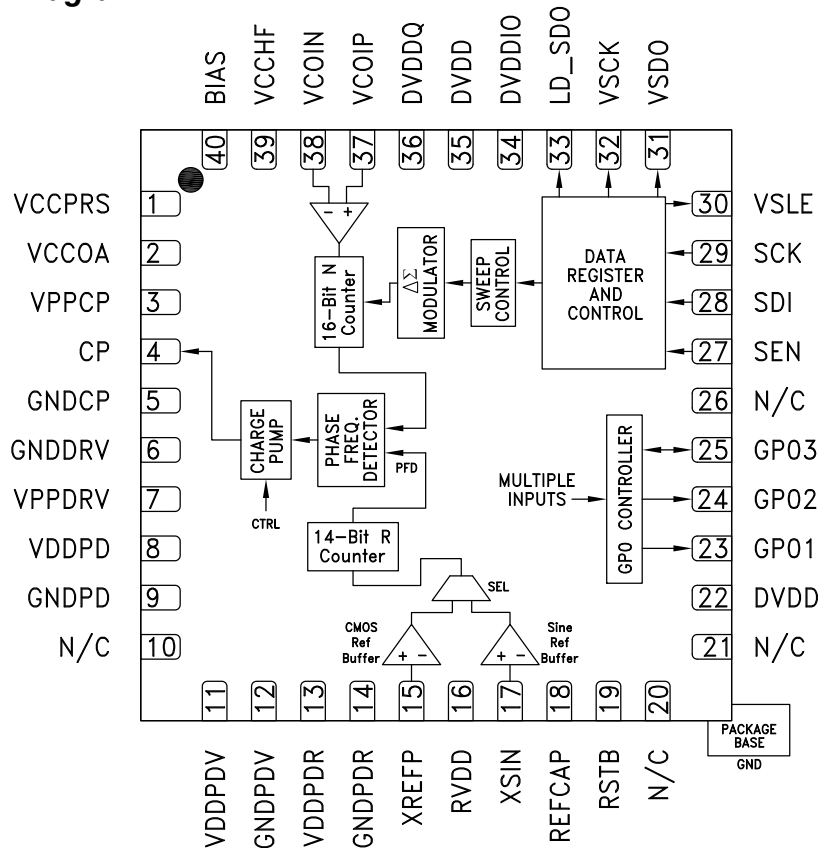 BIAS
VCCHF
VCOIN
VCOIP
DVDDQ
DVDD
DVDDIO
LD_SDO
VSCK
VSDO
40
39
38
37
36
35
34
33
32
31
VCCPRS
1
VCCOA
2
VPPCP
3
CP
4
GNDCP
5
GNDDRV
6
VPPDRV
7
VDDPD
8
GNDPD
9
N/C
10
- +
16-Bit N
Counter
ΔΣ
MODULATOR
SWEEP
CONTROL
DATA
REGISTER
AND
CONTROL
CHARGE
PUMP
CTRL
PHASE
FREQ.
DETECTOR
PFD
14-Bit R
Counter
SEL
CMOS
Ref
Buffer
+ -
Sine
Ref
Buffer
+ -
MULTIPLE
INPUTS
GPO CONTROLLER
30
VSLE
29
SCK
28
SDI
27
SEN
26
N/C
25
GPO3
24
GPO2
23
GPO1
22
DVDD
21
N/C
11
12
13
14
15
16
17
18
19
20
VDDPDV
GNDPDV
VDDPDR
GNDPDR
XREFP
RVDD
XSIN
REFCAP
RSTB
N/C
PACKAGE
BASE
GND